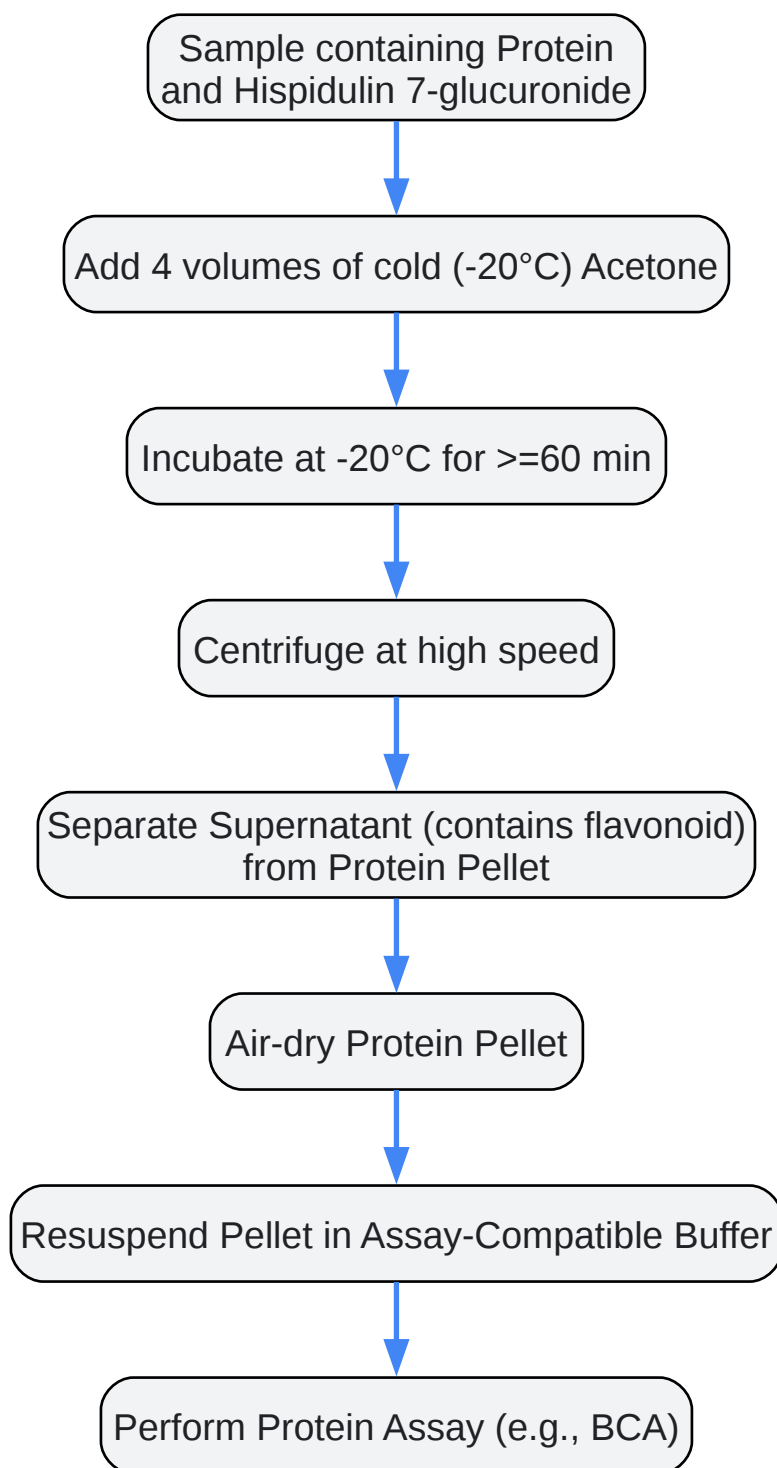 Sample containing Protein
and Hispidulin 7-glucuronide
Add 4 volumes of cold (-20°C) Acetone
Incubate at -20°C for >=60 min
Centrifuge at high speed
Separate Supernatant (contains flavonoid)
from Protein Pellet
Air-dry Protein Pellet
Resuspend Pellet in Assay-Compatible Buffer
Perform Protein Assay (e.g., BCA)